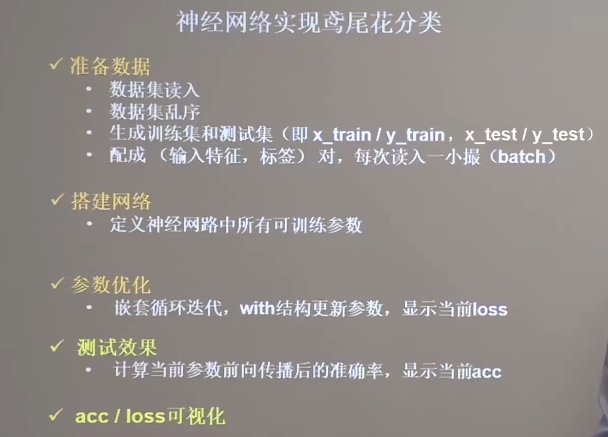 神经网络实现鸢尾花分类
✓ 准备数据
• 数据集读入
• 数据集乱序
• 生成训练集和测试集（即 x_train / y_train，x_test / y_test）
• 配成 （输入特征，标签） 对，每次读入一小撮（batch）
✓ 搭建网络
• 定义神经网路中所有可训练参数
✓ 参数优化
• 嵌套循环迭代，with结构更新参数，显示当前loss
✓ 测试效果
• 计算当前参数前向传播后的准确率，显示当前acc
✓ acc / loss可视化